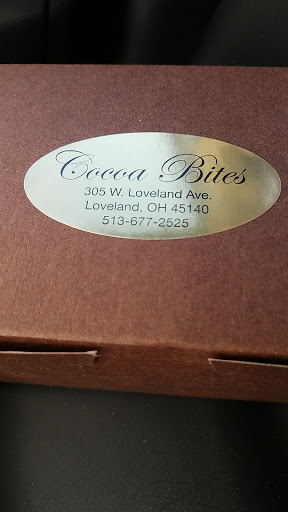 Cocoa Bites
305 W. Loveland Ave.
Loveland, OH 45140
513-677-2525